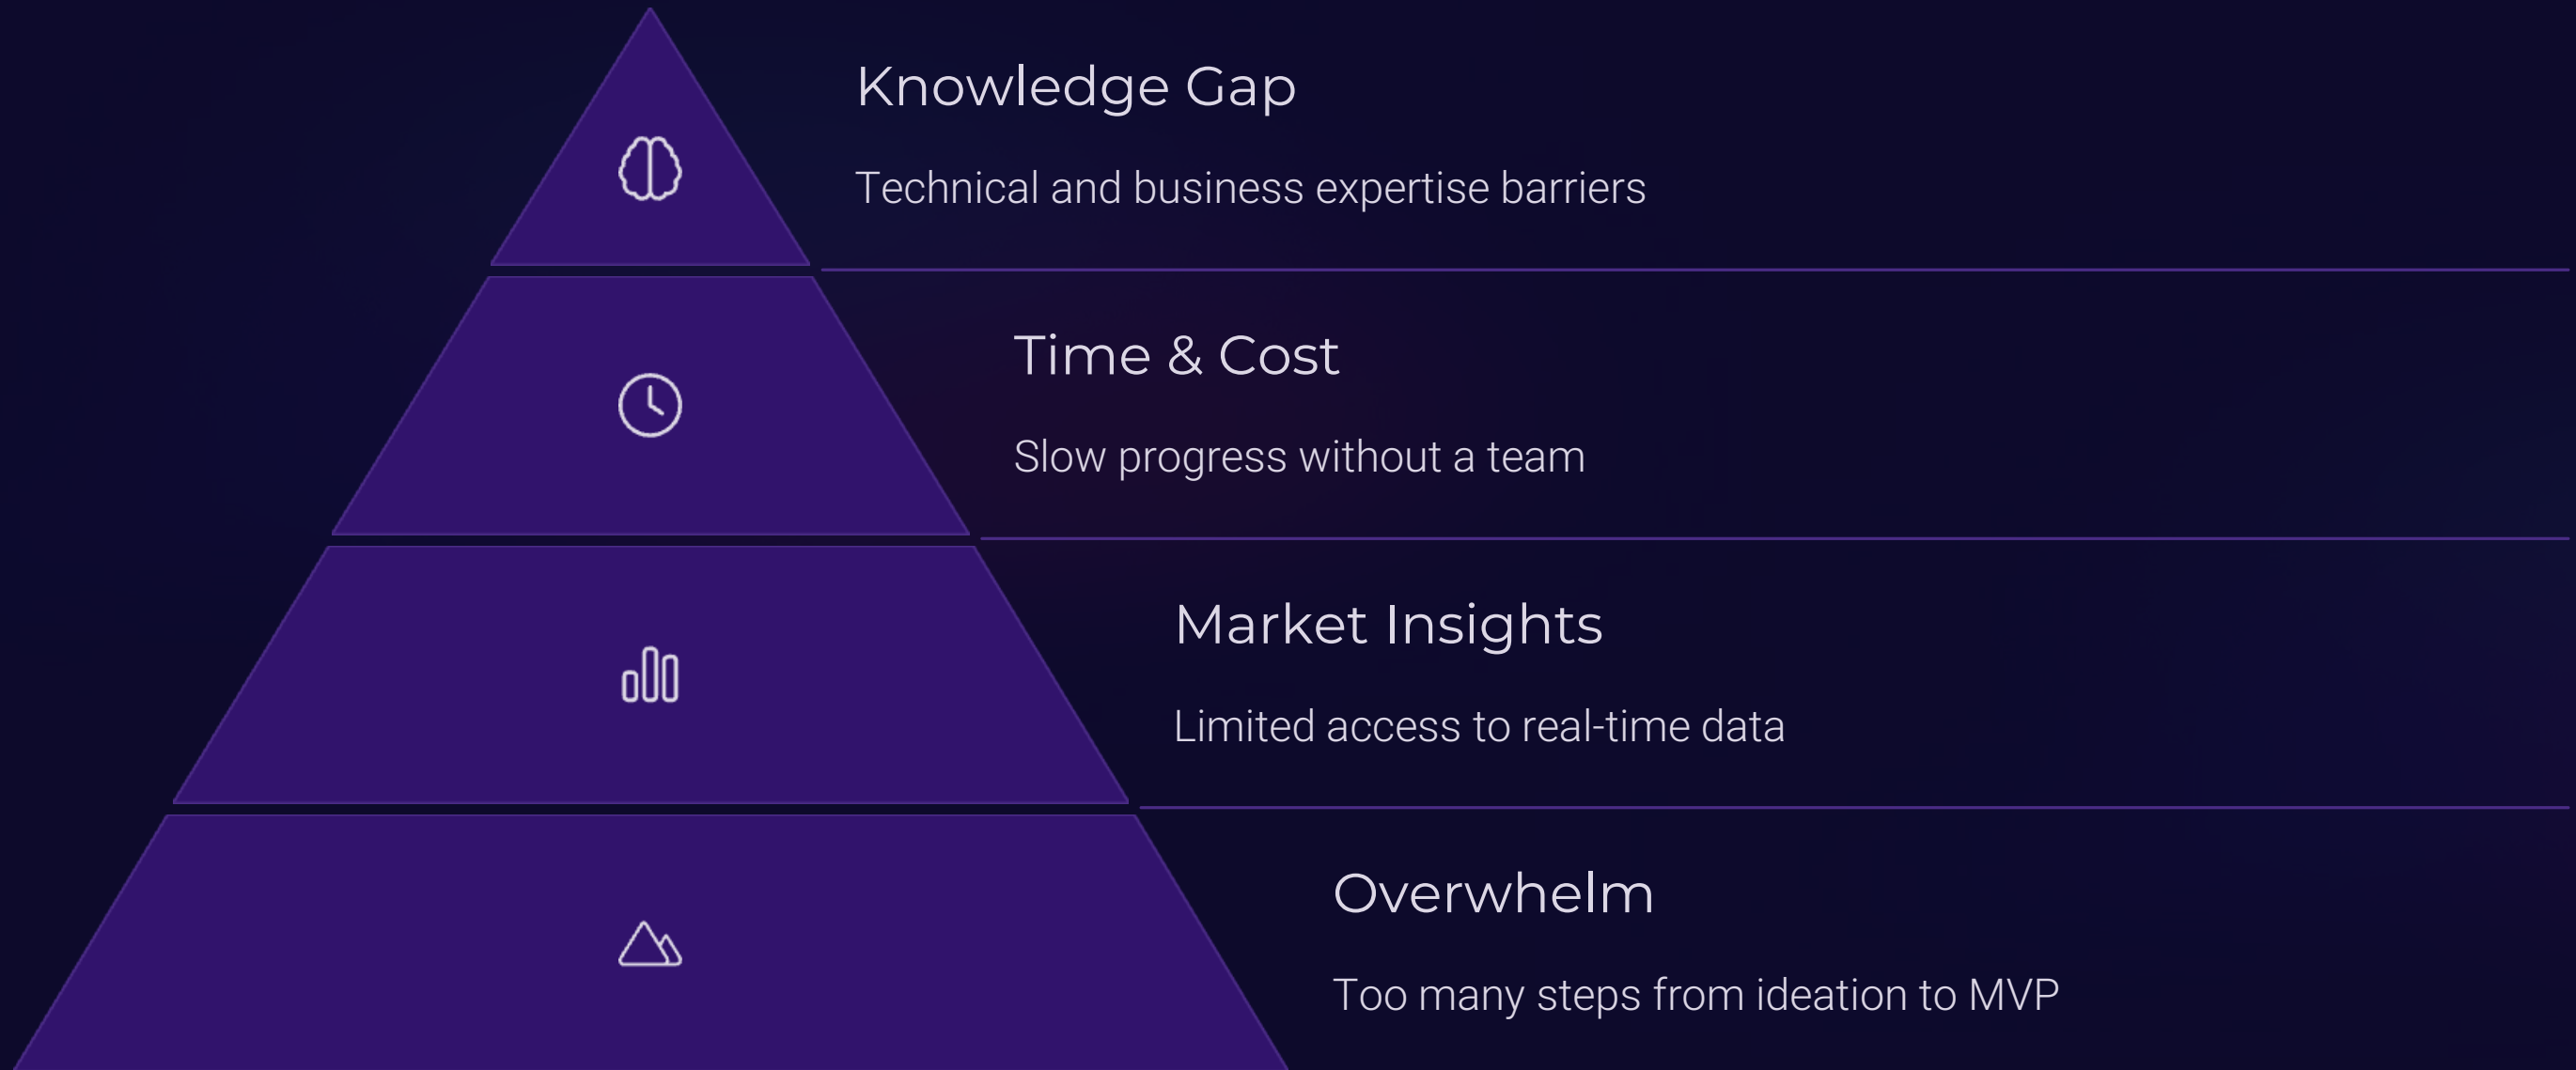 Knowledge Gap
Technical and business expertise barriers
Time & Cost
Slow progress without a team
Market Insights
Limited access to real-time data
Overwhelm
Too many steps from ideation to MVP